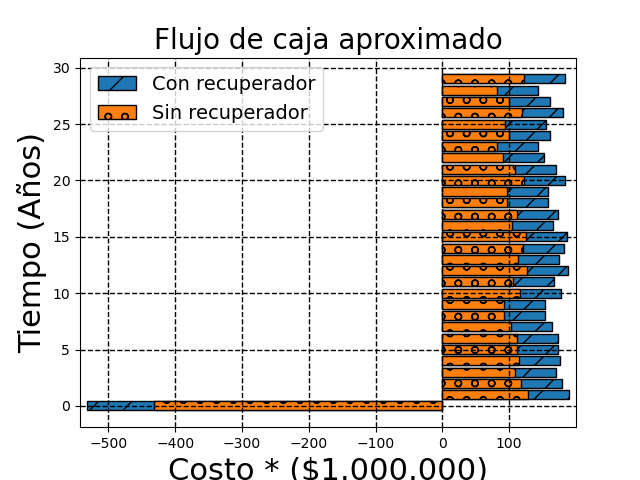 Flujo de caja aproximado
Con recuperador
Sin recuperador
Tiempo (Años)
30
25
20
15
10
5
0
−500 −400 −300 −200 −100 0 100
Costo * ($1.000.000)